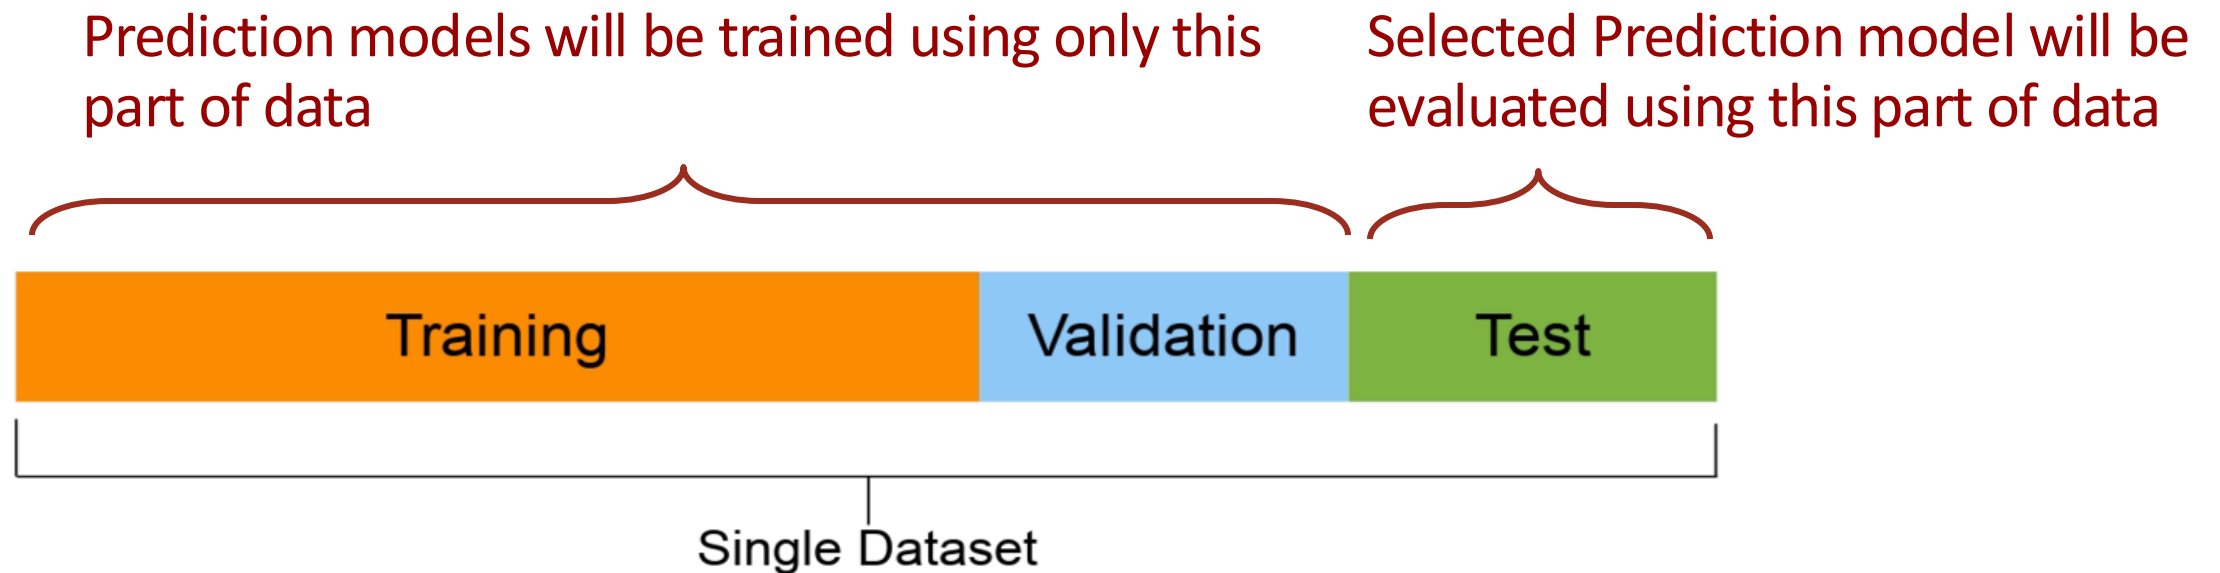 Prediction models will be trained using only this
part of data
Selected Prediction model will be
evaluated using this part of data
Training
Validation
Test
Single Dataset